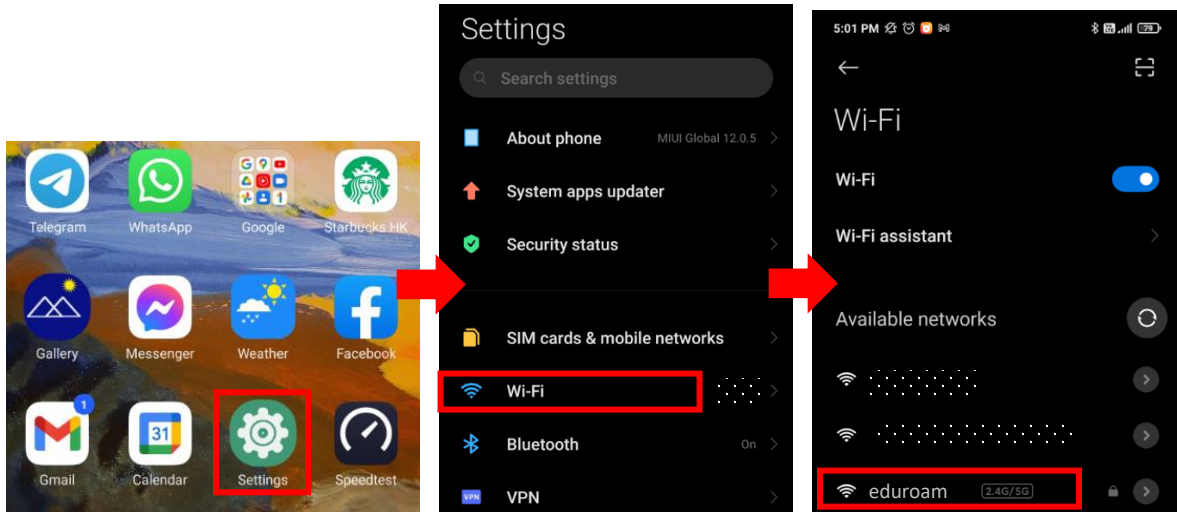 Telegram
WhatsApp
Google
Starbucks HK
Gallery
Messenger
Weather
Facebook
1
31
Gmail
Calendar
Settings
Speedtest
Settings
Search settings
About phone MIUI Global 12.0.5
System apps updater
Security status
SIM cards & mobile networks
Wi-Fi
Bluetooth On
VPN VPN
5:01 PM 79
Wi-Fi
Wi-Fi
Wi-Fi assistant
Available networks
eduroam 2.4G/5G